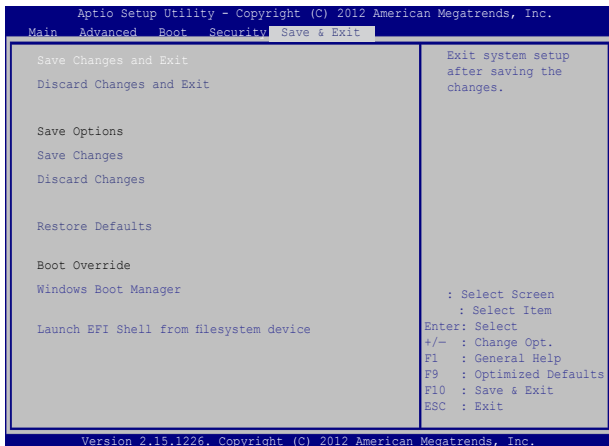 Aptio Setup Utility - Copyright (C) 2012 American Megatrends, Inc.
Main Advanced Boot Security Save & Exit
Save Changes and Exit
Discard Changes and Exit
Save Options
Save Changes
Discard Changes
Restore Defaults
Boot Override
Windows Boot Manager
Launch EFI Shell from filesystem device
Exit system setup
after saving the
changes.
: Select Screen
: Select Item
Enter: Select
+/— : Change Opt.
F1 : General Help
F9 : Optimized Defaults
F10 : Save & Exit
ESC : Exit
Version 2.15.1226. Copyright (C) 2012 American Megatrends, Inc.